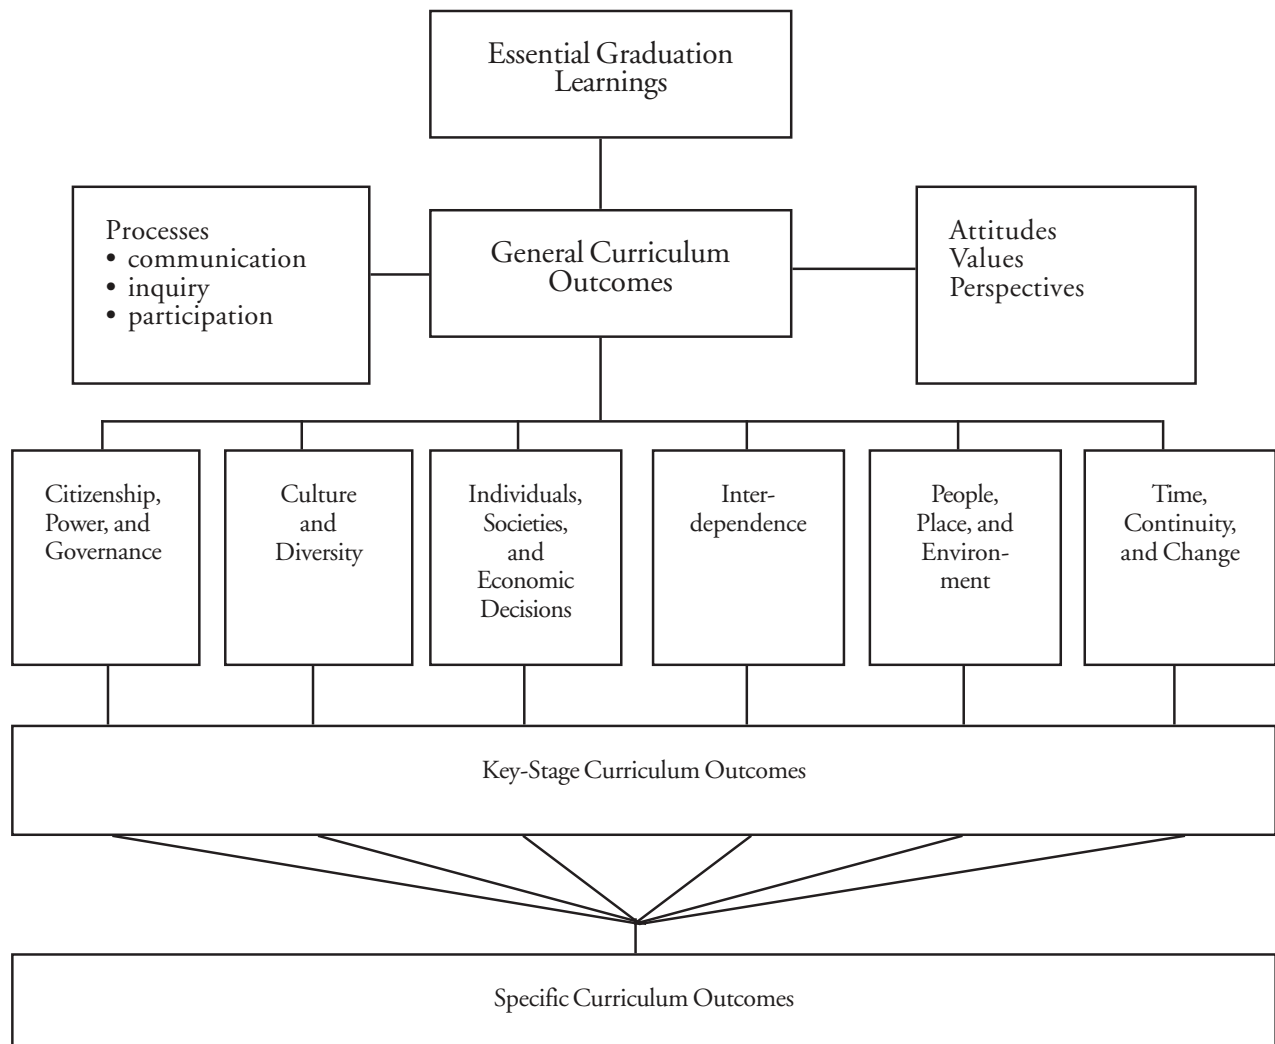 Essential Graduation
Learnings
Processes
• communication
• inquiry
• participation
General Curriculum
Outcomes
Attitudes
Values
Perspectives
Citizenship,
Power, and
Governance
Culture
and
Diversity
Individuals,
Societies,
and
Economic
Decisions
Inter-
dependence
People,
Place, and
Environ-
ment
Time,
Continuity,
and Change
Key-Stage Curriculum Outcomes
Specific Curriculum Outcomes